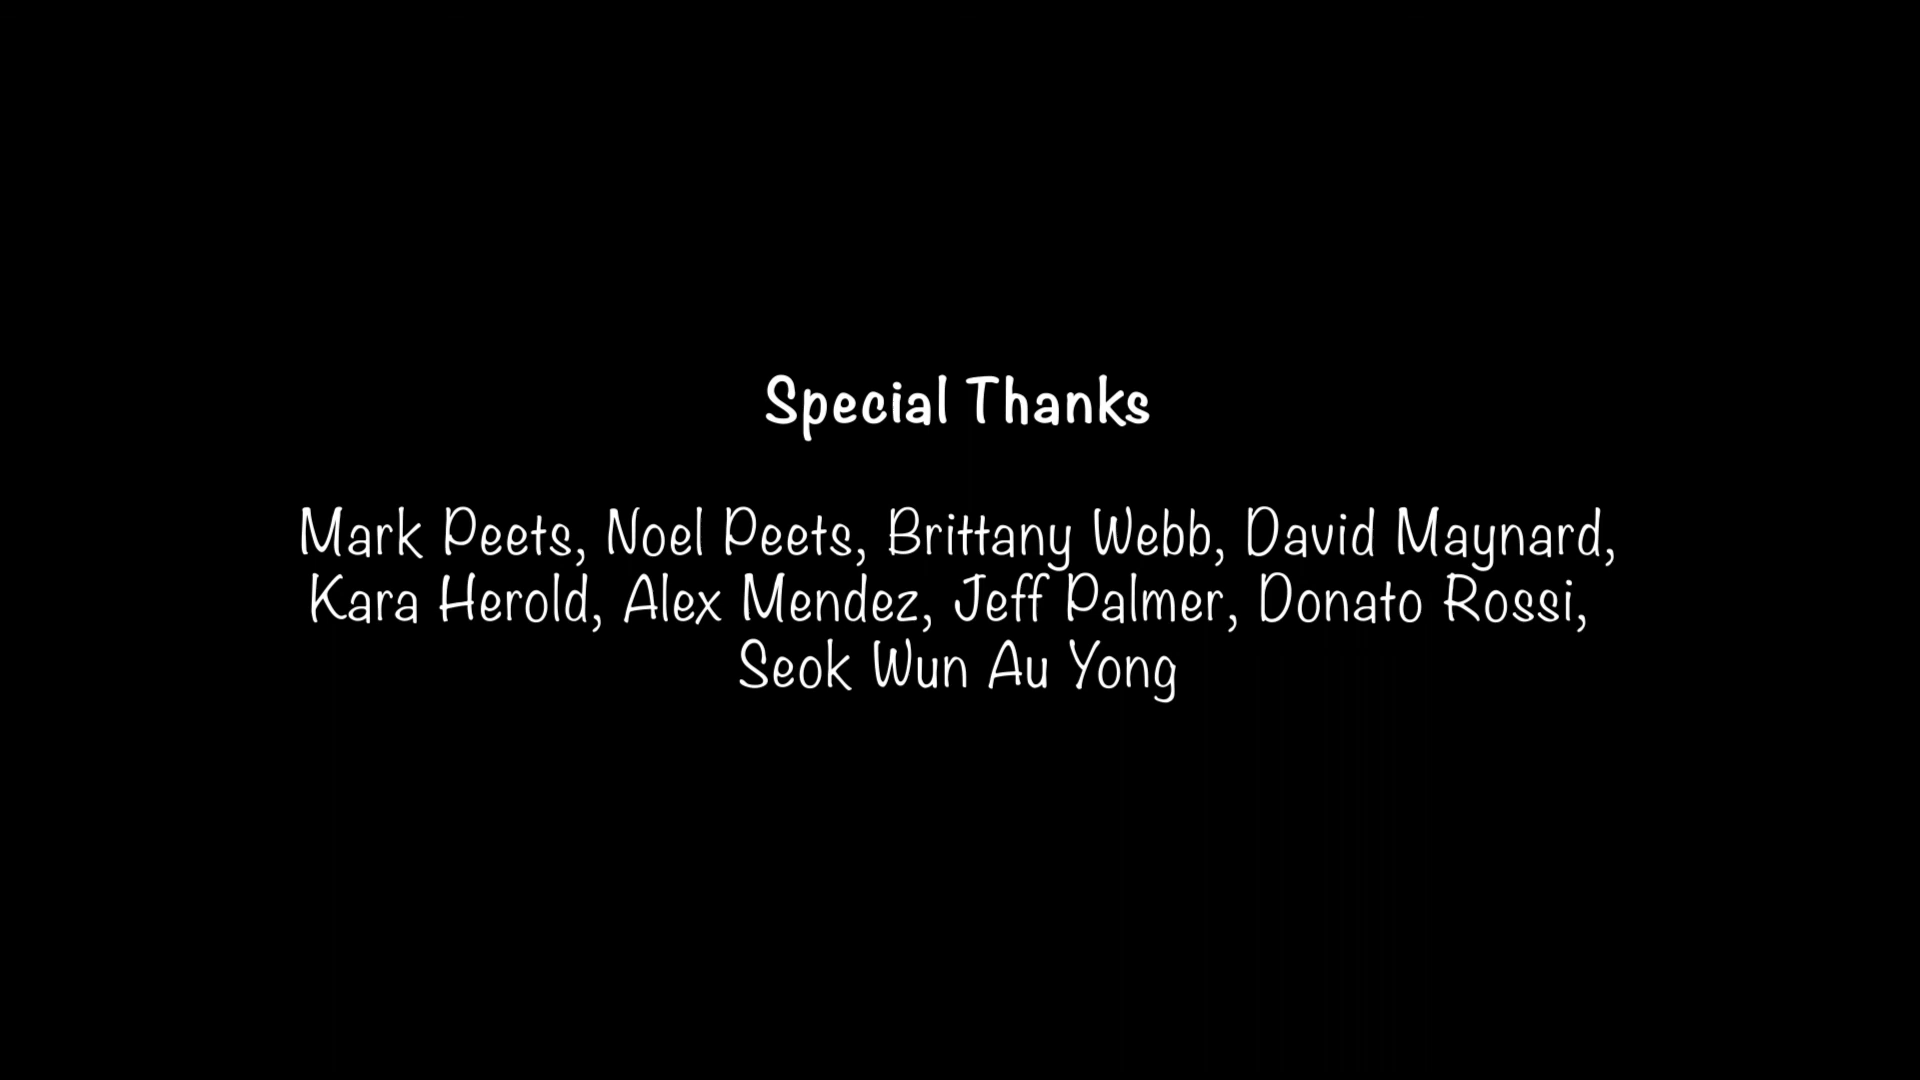 Special Thanks
Mark Peets, Noel Peets, Brittany Webb, David Maynard,
Kara Herold, Alex Mendez, Jeff Palmer, Donato Rossi,
Seok Wun Au Yong